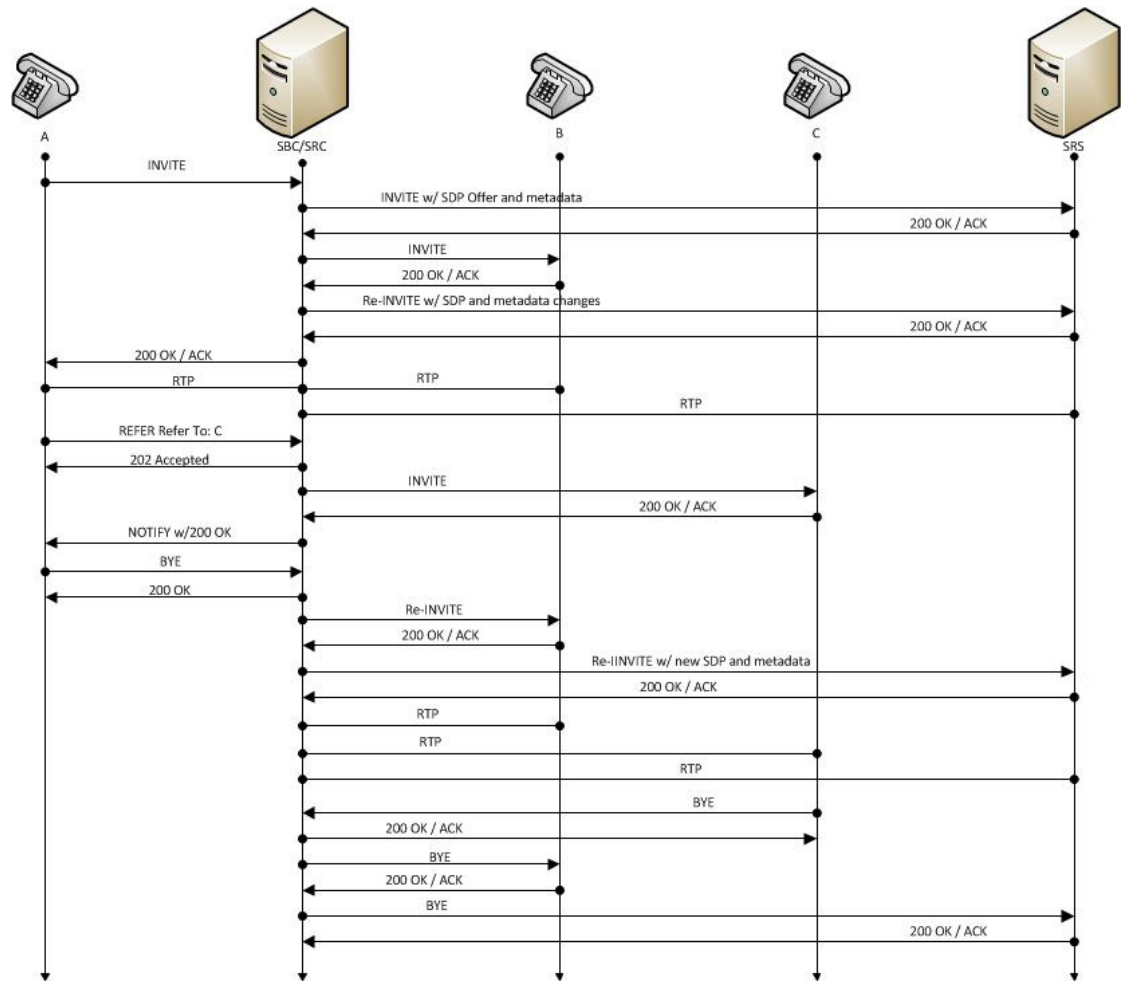 A
SBC/SRC
B
C
SRS
INVITE
INVITE w/ SDP Offer and metadata
200 OK / ACK
INVITE
200 OK / ACK
Re-INVITE w/ SDP and metadata changes
200 OK / ACK
200 OK / ACK
RTP
RTP
RTP
REFER Refer To: C
202 Accepted
INVITE
200 OK / ACK
NOTIFY w/200 OK
BYE
200 OK
Re-INVITE
200 OK / ACK
Re-IINVITE w/ new SDP and metadata
200 OK / ACK
RTP
RTP
RTP
BYE
200 OK / ACK
BYE
200 OK / ACK
BYE
200 OK / ACK